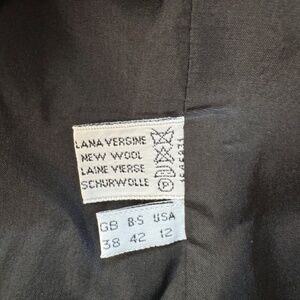 LANA VERGINE
NEW WOOL
LAINE VIERGE
SCHURWOLLE
P
GB B·S USA
38 42 12